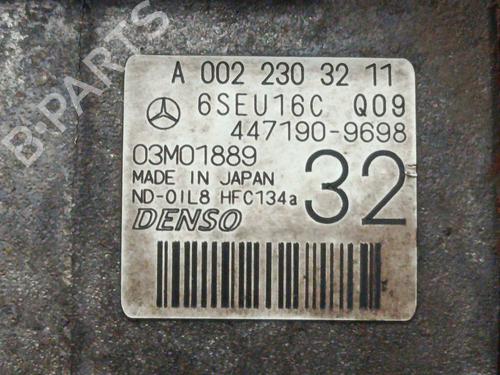 B-PARTS
A 002 230 32 11
6SEU16C Q09
447190-9698
03M01889
MADE IN JAPAN
ND-OIL8 HFC134a
32
DENSO